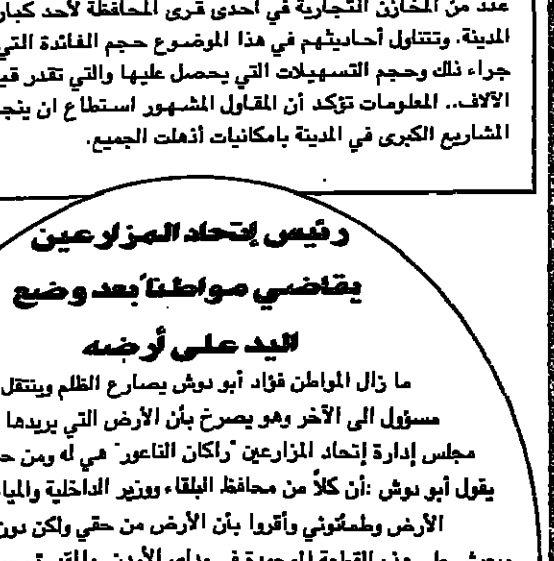 عدد من المخازن التجارية في احدى قرى المحافظة لأحد كبار
المدينة. وتتناول أحاديثهم في هذا الموضوع حجم الفائدة التي
جراء ذلك وحجم التسهيلات التي يحصل عليها والتي تقدر
الآلاف.. المعلومات تؤكد أن المقاول المشهور استطاع ان
المشاريع الكبرى في المدينة بامكانيات أذهلت الجميع.
رئيس إتحاد المزارعين
يقاضي مواطناً بعد وضع
اليد على أرضه
ما زال المواطن فؤاد أبو دوش يصارع الظلم وينتقل
مسؤول الى الآخر وهو يصرخ بأن الأرض التي يريدها
مجلس إدارة إتحاد المزارعين "راكان الناعور" هي له ومن
يقول أبو دوش :أن كلاً من محافظ البلقاء ووزير الداخلية
الأرض وطمئنوني وأقروا بأن الأرض من حقي ولكن دون